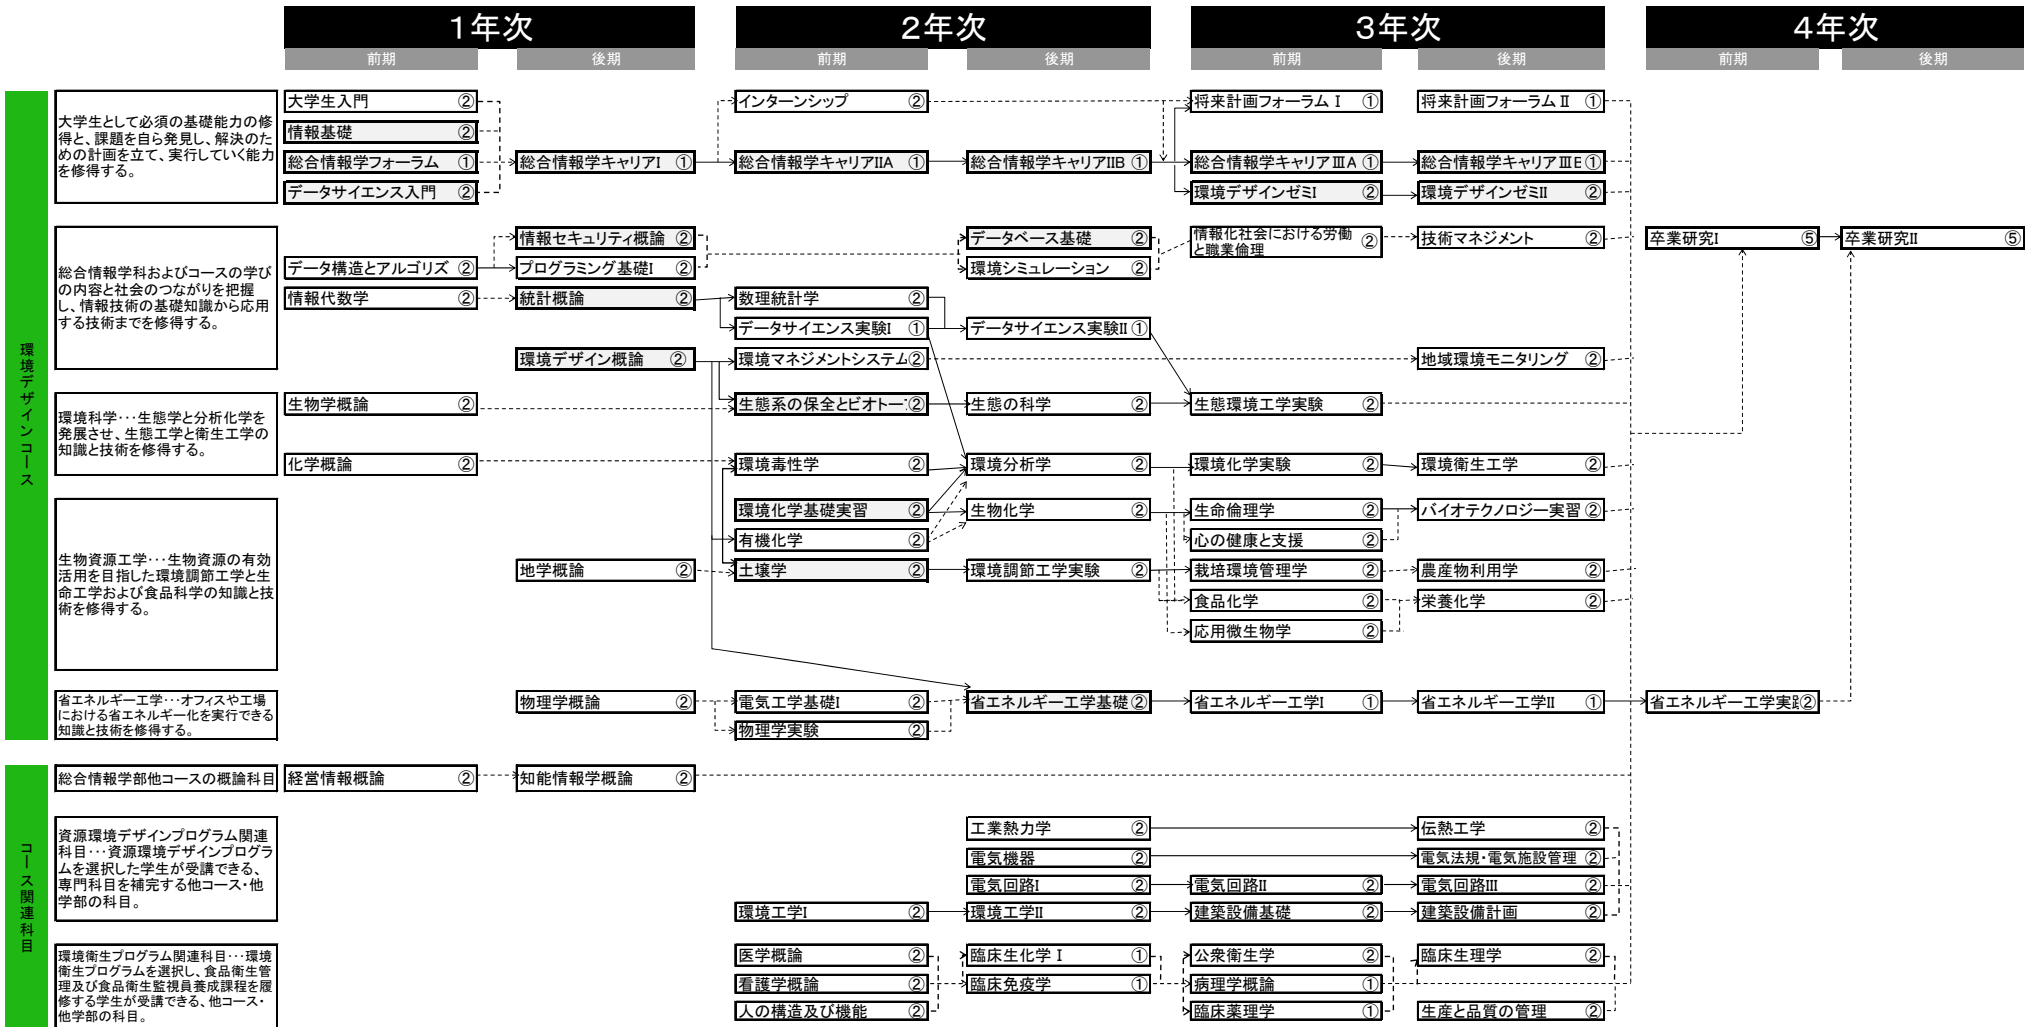 1年次
2年次
3年次
4年次
前期
後期
前期
後期
前期
後期
前期
後期
環境デザインコース
大学生として必須の基礎能力の修
得と、課題を自ら発見し、解決のた
めの計画を立て、実行していく能力
を修得する。
大学生入門 ②
インターンシップ ②
将来計画フォーラム I ①
将来計画フォーラム II ①
情報基礎 ②
総合情報学フォーラム ①
総合情報学キャリアI ①
総合情報学キャリアIIA ①
総合情報学キャリアIIB ①
総合情報学キャリアⅢA ①
総合情報学キャリアⅢE ①
データサイエンス入門 ②
環境デザインゼミI ②
環境デザインゼミII ②
総合情報学科およびコースの学び
の内容と社会のつながりを把握
し、情報技術の基礎知識から応用
する技術までを修得する。
情報セキュリティ概論 ②
データベース基礎 ②
情報化社会における労働
と職業倫理 ②
技術マネジメント ②
卒業研究I ⑤
卒業研究II ⑤
データ構造とアルゴリズ ②
プログラミング基礎I ②
環境シミュレーション ②
情報代数学 ②
統計概論 ②
数理統計学 ②
データサイエンス実験I ①
データサイエンス実験II ①
環境デザイン概論 ②
環境マネジメントシステム ②
地域環境モニタリング ②
環境科学･･･生態学と分析化学を
発展させ、生態工学と衛生工学の
知識と技術を修得する。
生物学概論 ②
生態系の保全とビオトー ②
生態の科学 ②
生態環境工学実験 ②
化学概論 ②
環境毒性学 ②
環境分析学 ②
環境化学実験 ②
環境衛生工学 ②
生物資源工学･･･生物資源の有効
活用を目指した環境調節工学と生
命工学および食品科学の知識と技
術を修得する。
環境化学基礎実習 ②
生物化学 ②
生命倫理学 ②
バイオテクノロジー実習 ②
有機化学 ②
心の健康と支援 ②
地学概論 ②
土壌学 ②
環境調節工学実験 ②
栽培環境管理学 ②
農産物利用学 ②
食品化学 ②
栄養化学 ②
応用微生物学 ②
省エネルギー工学･･･オフィスや工場
における省エネルギー化を実行できる
知識と技術を修得する。
物理学概論 ②
電気工学基礎I ②
省エネルギー工学基礎 ②
省エネルギー工学I ①
省エネルギー工学II ①
省エネルギー工学実 ②
物理学実験 ②
コース関連科目
総合情報学部他コースの概論科目
経営情報概論 ②
知能情報学概論 ②
資源環境デザインプログラム関連
科目･･･資源環境デザインプログラ
ムを選択した学生が受講できる、
専門科目を補完する他コース・他
学部の科目。
工業熱力学 ②
伝熱工学 ②
電気機器 ②
電気法規・電気施設管理 ②
電気回路I ②
電気回路II ②
電気回路III ②
環境工学I ②
環境工学II ②
建築設備基礎 ②
建築設備計画 ②
環境衛生プログラム関連科目･･･環境
衛生プログラムを選択し、食品衛生管
理及び食品衛生監視員養成課程を履
修する学生が受講できる、他コース・
他学部の科目。
医学概論 ②
臨床生化学 I ①
公衆衛生学 ②
臨床生理学 ②
看護学概論 ②
臨床免疫学 ①
病理学概論 ①
人の構造及び機能 ②
臨床薬理学 ①
生産と品質の管理 ②